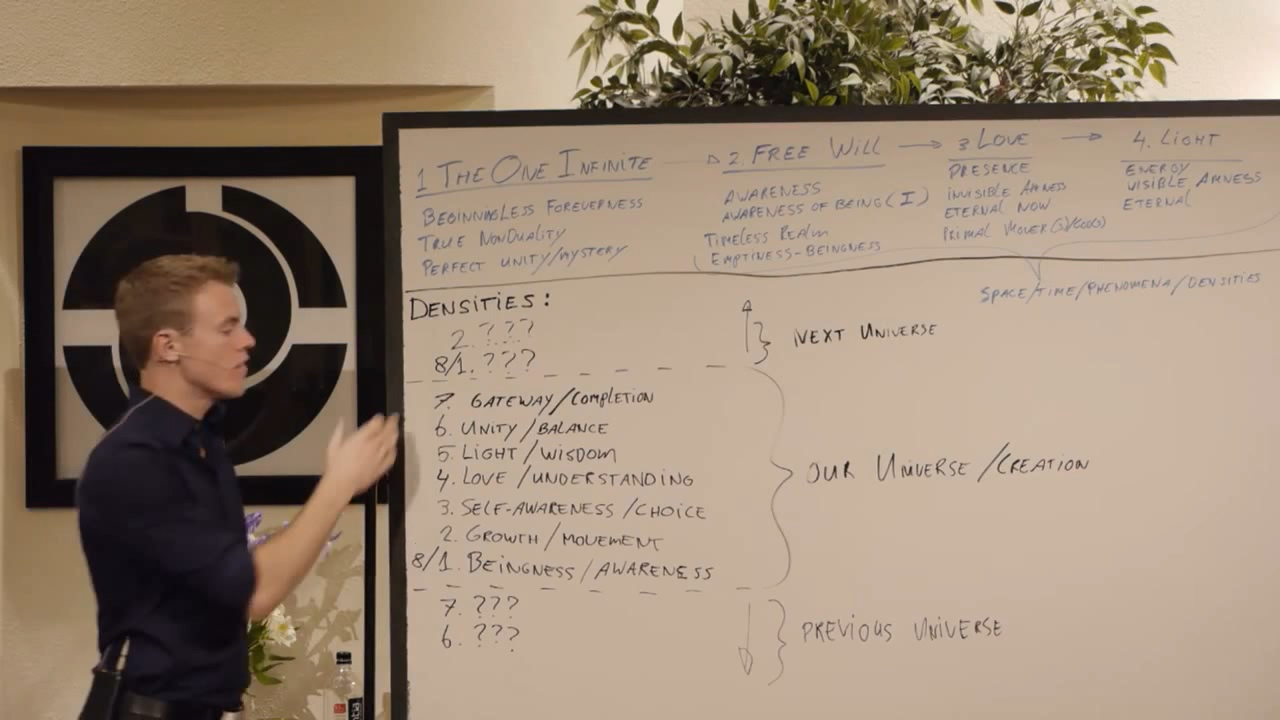 1 THE ONE INFINITE
BEGINNINGLESS FOREVERNESS
TRUE NONDUALITY
PERFECT UNITY/MYSTERY
2. FREE WILL
AWARENESS
AWARENESS OF BEING (I)
TIMELESS REALM
EMPTINESS-BEINGNESS
3 LOVE
PRESENCE
INVISIBLE AMNESS
ETERNAL NOW
PRIMAL MOVER(S)/
4. LIGHT
ENERGY
VISIBLE AMNESS
ETERNAL
SPACE/TIME/PHENOMENA/DENSITIES
DENSITIES:
2. ???
8/1. ???
NEXT UNIVERSE
7. GATEWAY/COMPLETION
6. UNITY/BALANCE
5. LIGHT/WISDOM
4. LOVE/UNDERSTANDING
3. SELF-AWARENESS/CHOICE
2. GROWTH/MOVEMENT
8/1. BEINGNESS/AWARENESS
OUR UNIVERSE/CREATION
7. ???
6. ???
PREVIOUS UNIVERSE